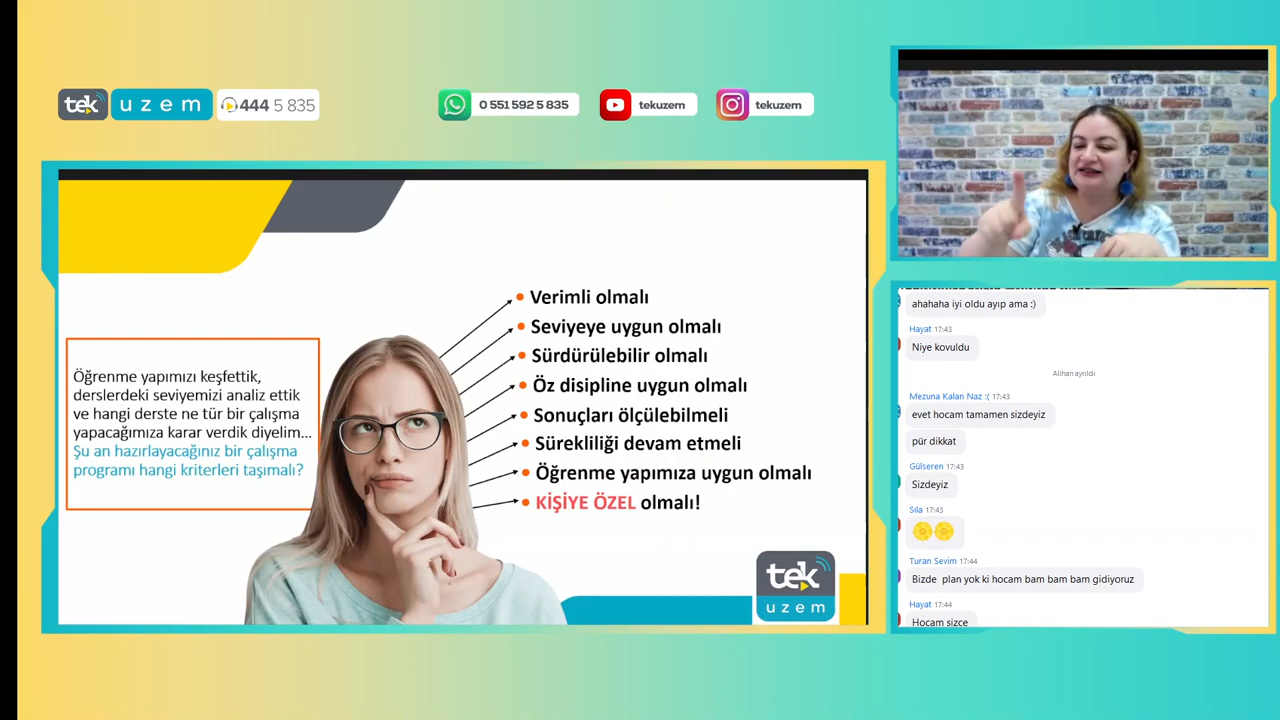 tek uzem 444 5 835
0 551 592 5 835
tekuzem
tekuzem
Öğrenme yapımızı keşfettik,
derslerdeki seviyemizi analiz ettik
ve hangi derste ne tür bir çalışma
yapacağımıza karar verdik diyelim...
Şu an hazırlayacağınız bir çalışma
programı hangi kriterleri taşımalı?
• Verimli olmalı
• Seviyeye uygun olmalı
• Sürdürülebilir olmalı
• Öz disipline uygun olmalı
• Sonuçları ölçülebilmeli
• Sürekliliği devam etmeli
• Öğrenme yapımıza uygun olmalı
• KİŞİYE ÖZEL olmalı!
tek
uzem
ahahaha iyi oldu ayıp ama :)
Hayat 17:43
Niye kovuldu
Alihan ayrıldı
Mezuna Kalan Naz :( 17:43
evet hocam tamamen sizdeyiz
pür dikkat
Gülseren 17:43
Sizdeyiz
Sıla 17:43
Turan Sevim 17:44
Bizde plan yok ki hocam bam bam bam gidiyoruz
Hayat 17:44
Hocam sizce